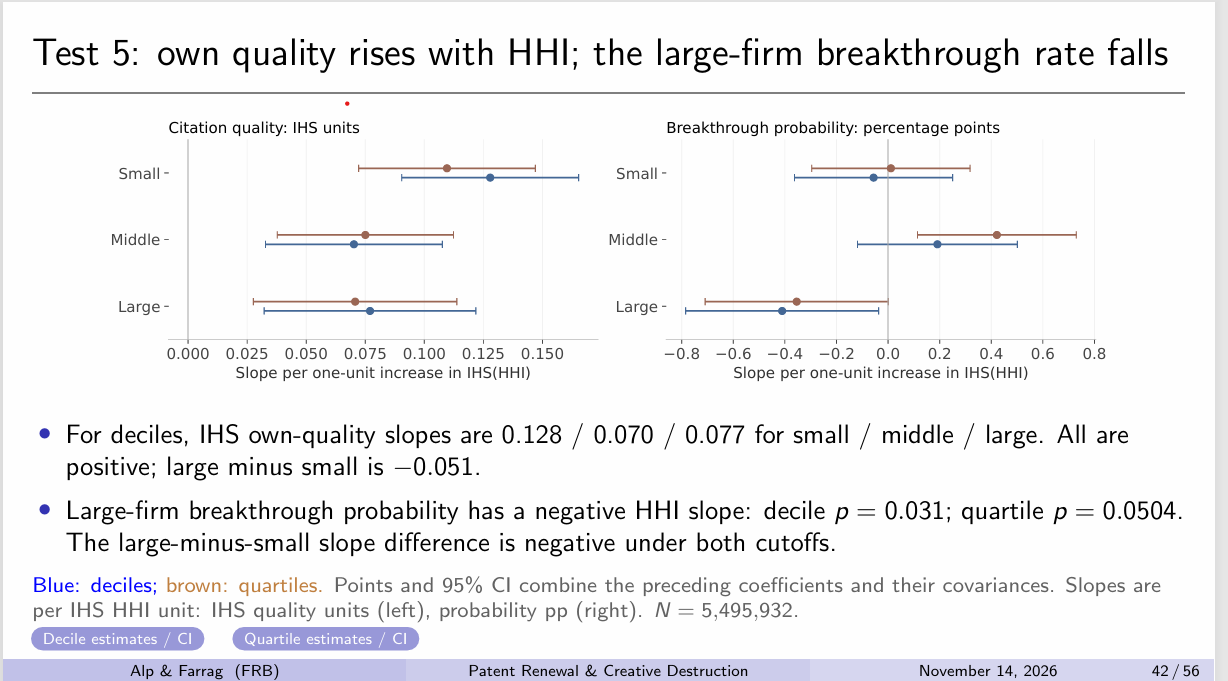 Test 5: own quality rises with HHI; the large-firm breakthrough rate falls
Citation quality: IHS units
Small
Middle
Large
0.000 0.025 0.050 0.075 0.100 0.125 0.150
Slope per one-unit increase in IHS(HHI)
Breakthrough probability: percentage points
Small
Middle
Large
−0.8 −0.6 −0.4 −0.2 0.0 0.2 0.4 0.6 0.8
Slope per one-unit increase in IHS(HHI)
• For deciles, IHS own-quality slopes are 0.128 / 0.070 / 0.077 for small / middle / large. All are
positive; large minus small is −0.051.
• Large-firm breakthrough probability has a negative HHI slope: decile p = 0.031; quartile p = 0.0504.
The large-minus-small slope difference is negative under both cutoffs.
Blue: deciles; brown: quartiles. Points and 95% CI combine the preceding coefficients and their covariances. Slopes are
per IHS HHI unit: IHS quality units (left), probability pp (right). N = 5,495,932.
Decile estimates / CI Quartile estimates / CI
Alp & Farrag (FRB) Patent Renewal & Creative Destruction November 14, 2026 42 / 56